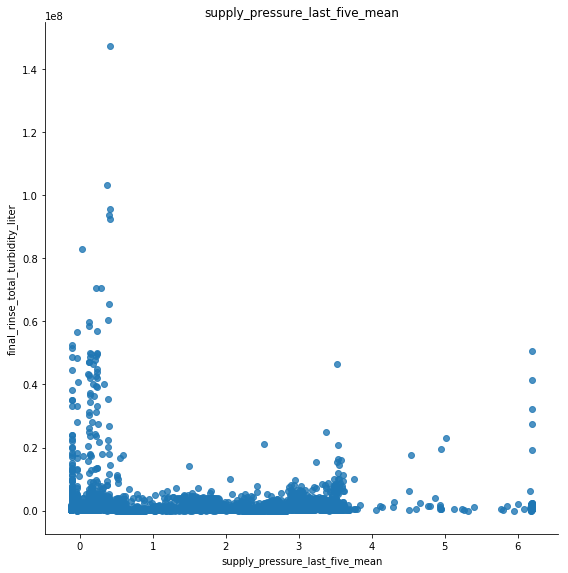 supply_pressure_last_five_mean
1e8
1.4
1.2
1.0
0.8
0.6
0.4
0.2
0.0
final_rinse_total_turbidity_liter
0 1 2 3 4 5 6
supply_pressure_last_five_mean